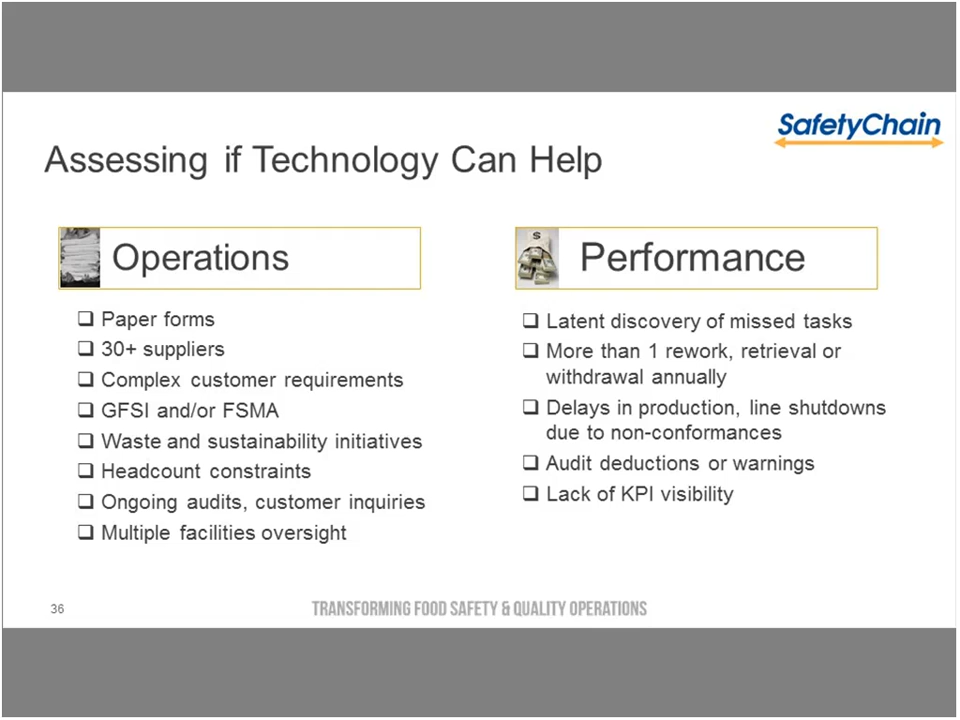 SafetyChain
Assessing if Technology Can Help
Operations
Paper forms
30+ suppliers
Complex customer requirements
GFSI and/or FSMA
Waste and sustainability initiatives
Headcount constraints
Ongoing audits, customer inquiries
Multiple facilities oversight
$
Performance
Latent discovery of missed tasks
More than 1 rework, retrieval or
withdrawal annually
Delays in production, line shutdowns
due to non-conformances
Audit deductions or warnings
Lack of KPI visibility
36
TRANSFORMING FOOD SAFETY & QUALITY OPERATIONS